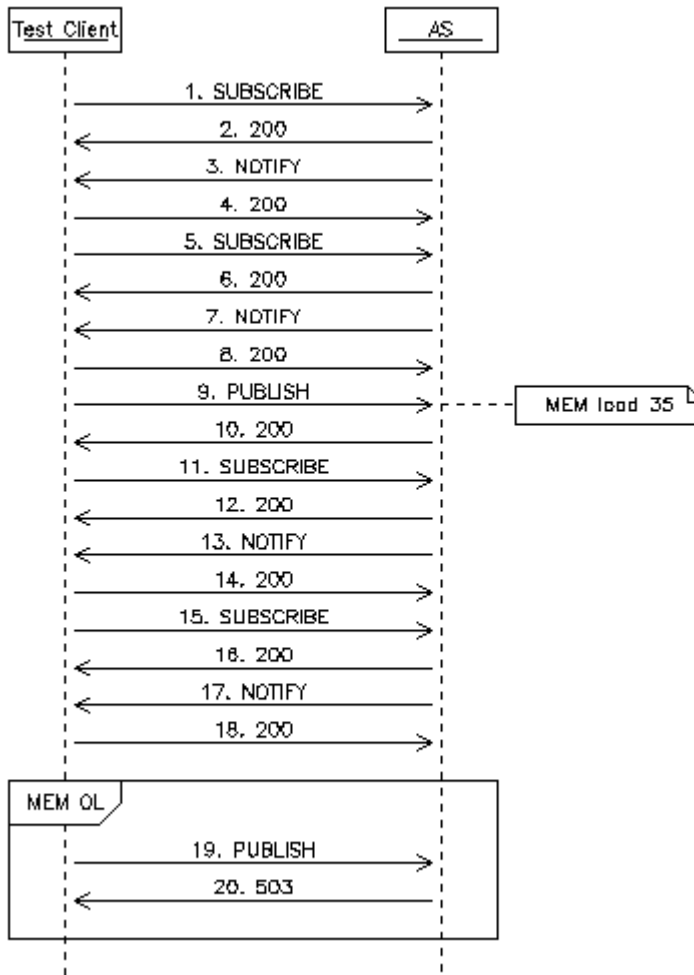 Test Client
AS
1. SUBSCRIBE
2. 200
3. NOTIFY
4. 200
5. SUBSCRIBE
6. 200
7. NOTIFY
8. 200
9. PUBLISH
MEM load 35
10. 200
11. SUBSCRIBE
12. 200
13. NOTIFY
14. 200
15. SUBSCRIBE
16. 200
17. NOTIFY
18. 200
MEM OL
19. PUBLISH
20. 503